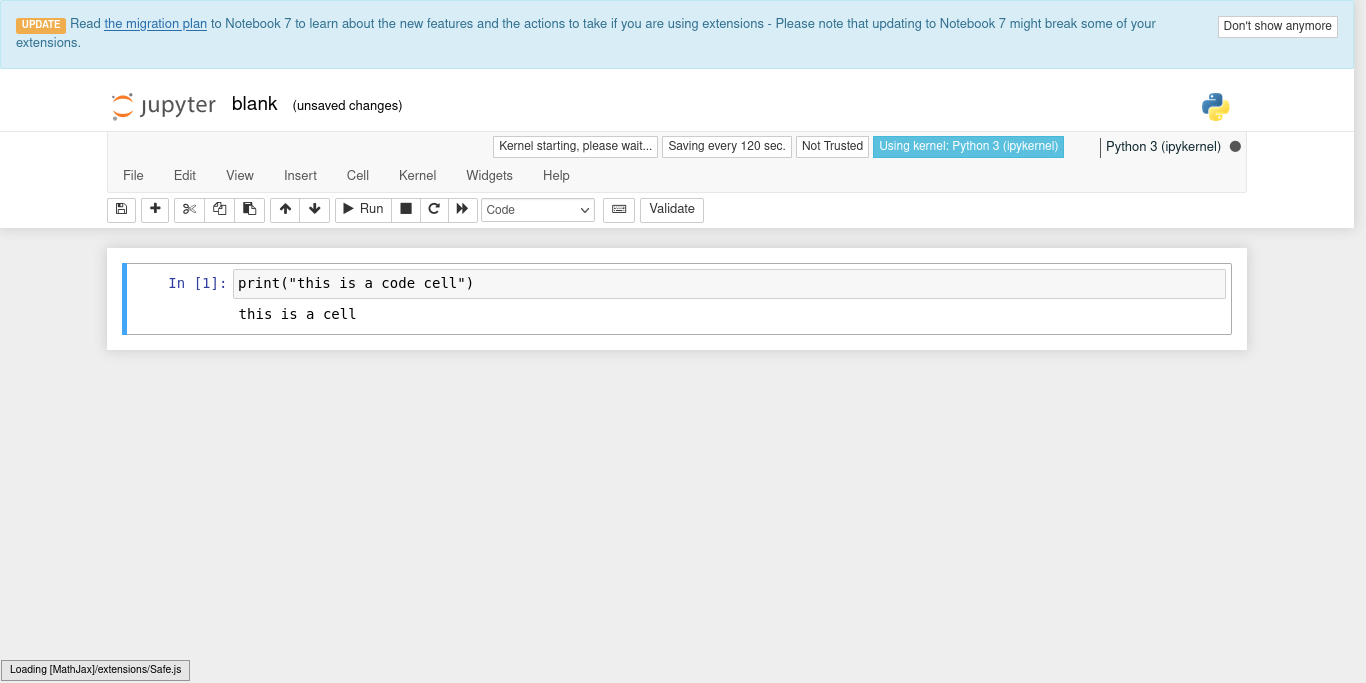 UPDATE Read the migration plan to Notebook 7 to learn about the new features and the actions to take if you are using extensions - Please note that updating to Notebook 7 might break some of your
extensions.
Don't show anymore
jupyter blank (unsaved changes)
Kernel starting, please wait... Saving every 120 sec. Not Trusted Using kernel: Python 3 (ipykernel) Python 3 (ipykernel)
File Edit View Insert Cell Kernel Widgets Help
Run Code Validate
In [1]: print("this is a code cell")
this is a cell
Loading [MathJax]/extensions/Safe.js